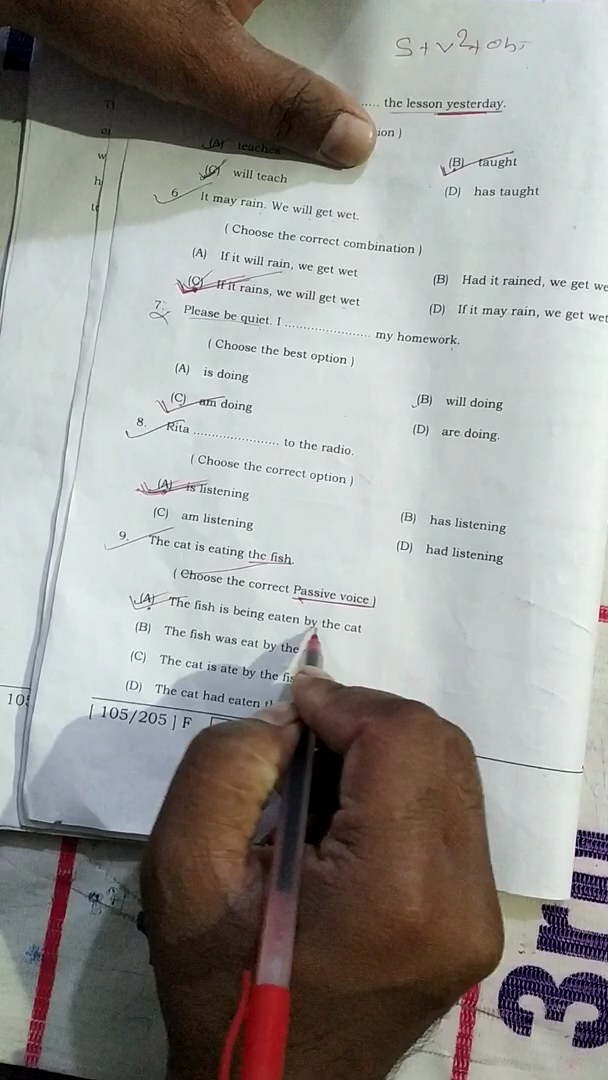 S + V2 + ob
..... the lesson yesterday.
ion )
(A) teaches
(B) taught
(C) will teach
(D) has taught
6. It may rain. We will get wet.
( Choose the correct combination )
(A) If it will rain, we get wet
(B) Had it rained, we get we
(C) If it rains, we will get wet
(D) If it may rain, we get wet
7. Please be quiet. I ...................... my homework.
( Choose the best option )
(A) is doing
(B) will doing
(C) am doing
(D) are doing.
8. Rita ...................... to the radio.
( Choose the correct option )
(A) is listening
(B) has listening
(C) am listening
(D) had listening
9. The cat is eating the fish.
( Choose the correct Passive voice )
(A) The fish is being eaten by the cat
(B) The fish was eat by the
(C) The cat is ate by the fis
(D) The cat had eaten
[ 105/205 ] F
10
3rd